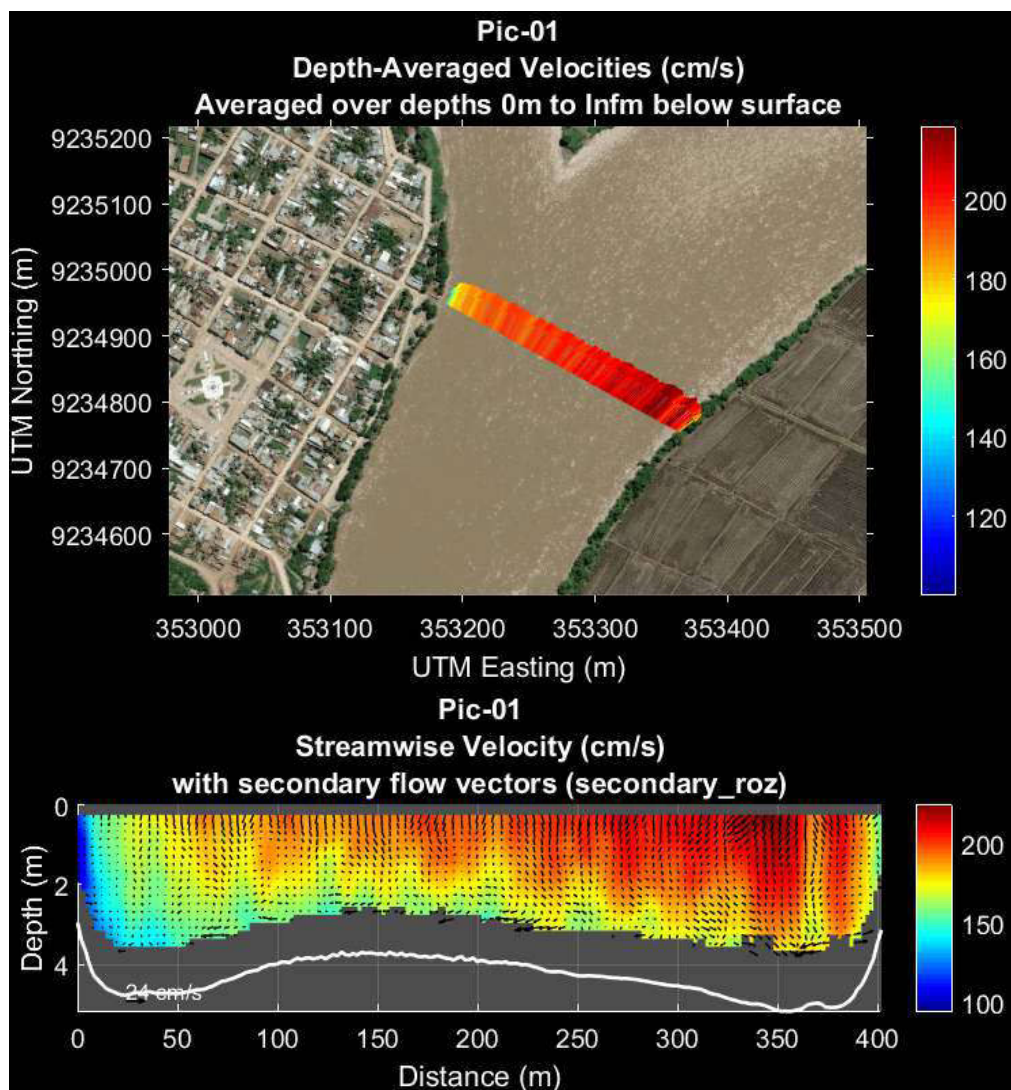 Pic-01
Depth-Averaged Velocities (cm/s)
Averaged over depths 0m to Infm below surface
9235200
9235100
9235000
9234900
9234800
9234700
9234600
UTM Northing (m)
353000 353100 353200 353300 353400 353500
UTM Easting (m)
200
180
160
140
120
Pic-01
Streamwise Velocity (cm/s)
with secondary flow vectors (secondary_roz)
0
2
4
Depth (m)
24 cm/s
0 50 100 150 200 250 300 350 400
Distance (m)
200
150
100